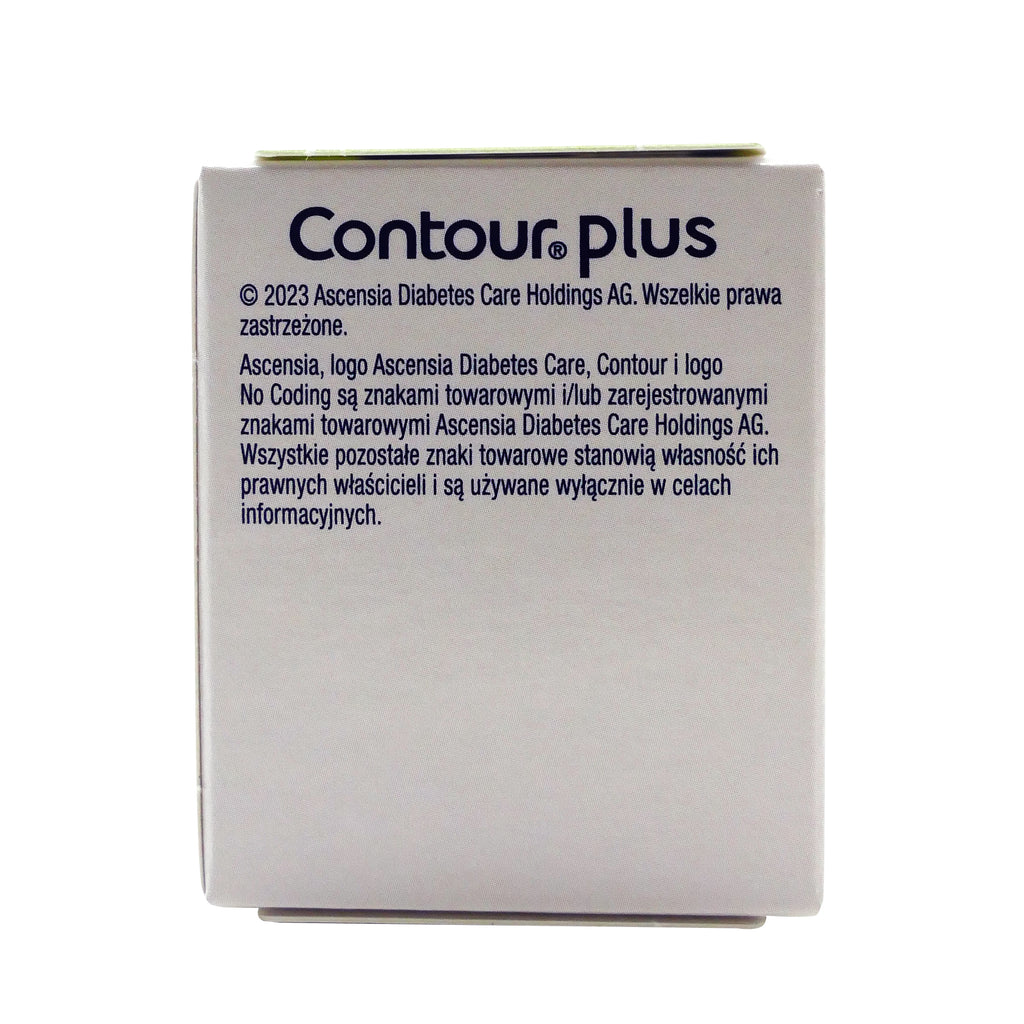 Contour® plus
© 2023 Ascensia Diabetes Care Holdings AG. Wszelkie prawa
zastrzeżone.
Ascensia, logo Ascensia Diabetes Care, Contour i logo
No Coding są znakami towarowymi i/lub zarejestrowanymi
znakami towarowymi Ascensia Diabetes Care Holdings AG.
Wszystkie pozostałe znaki towarowe stanowią własność ich
prawnych właścicieli i są używane wyłącznie w celach
informacyjnych.